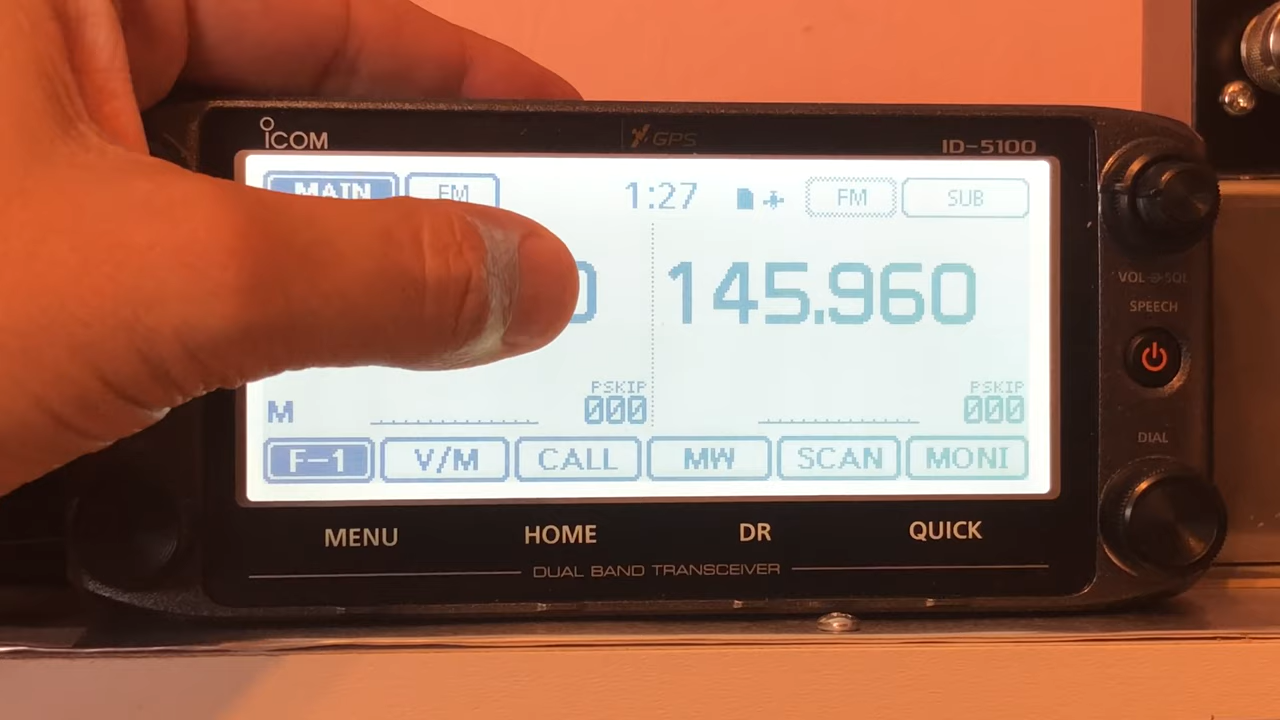 ICOM
GPS
ID-5100
MAIN FM 1:27 FM SUB
0 145.960
PSKIP PSKIP
M 000 000
F-1 V/M CALL MW SCAN MONI
VOL SQL
SPEECH
DIAL
MENU HOME DR QUICK
DUAL BAND TRANSCEIVER